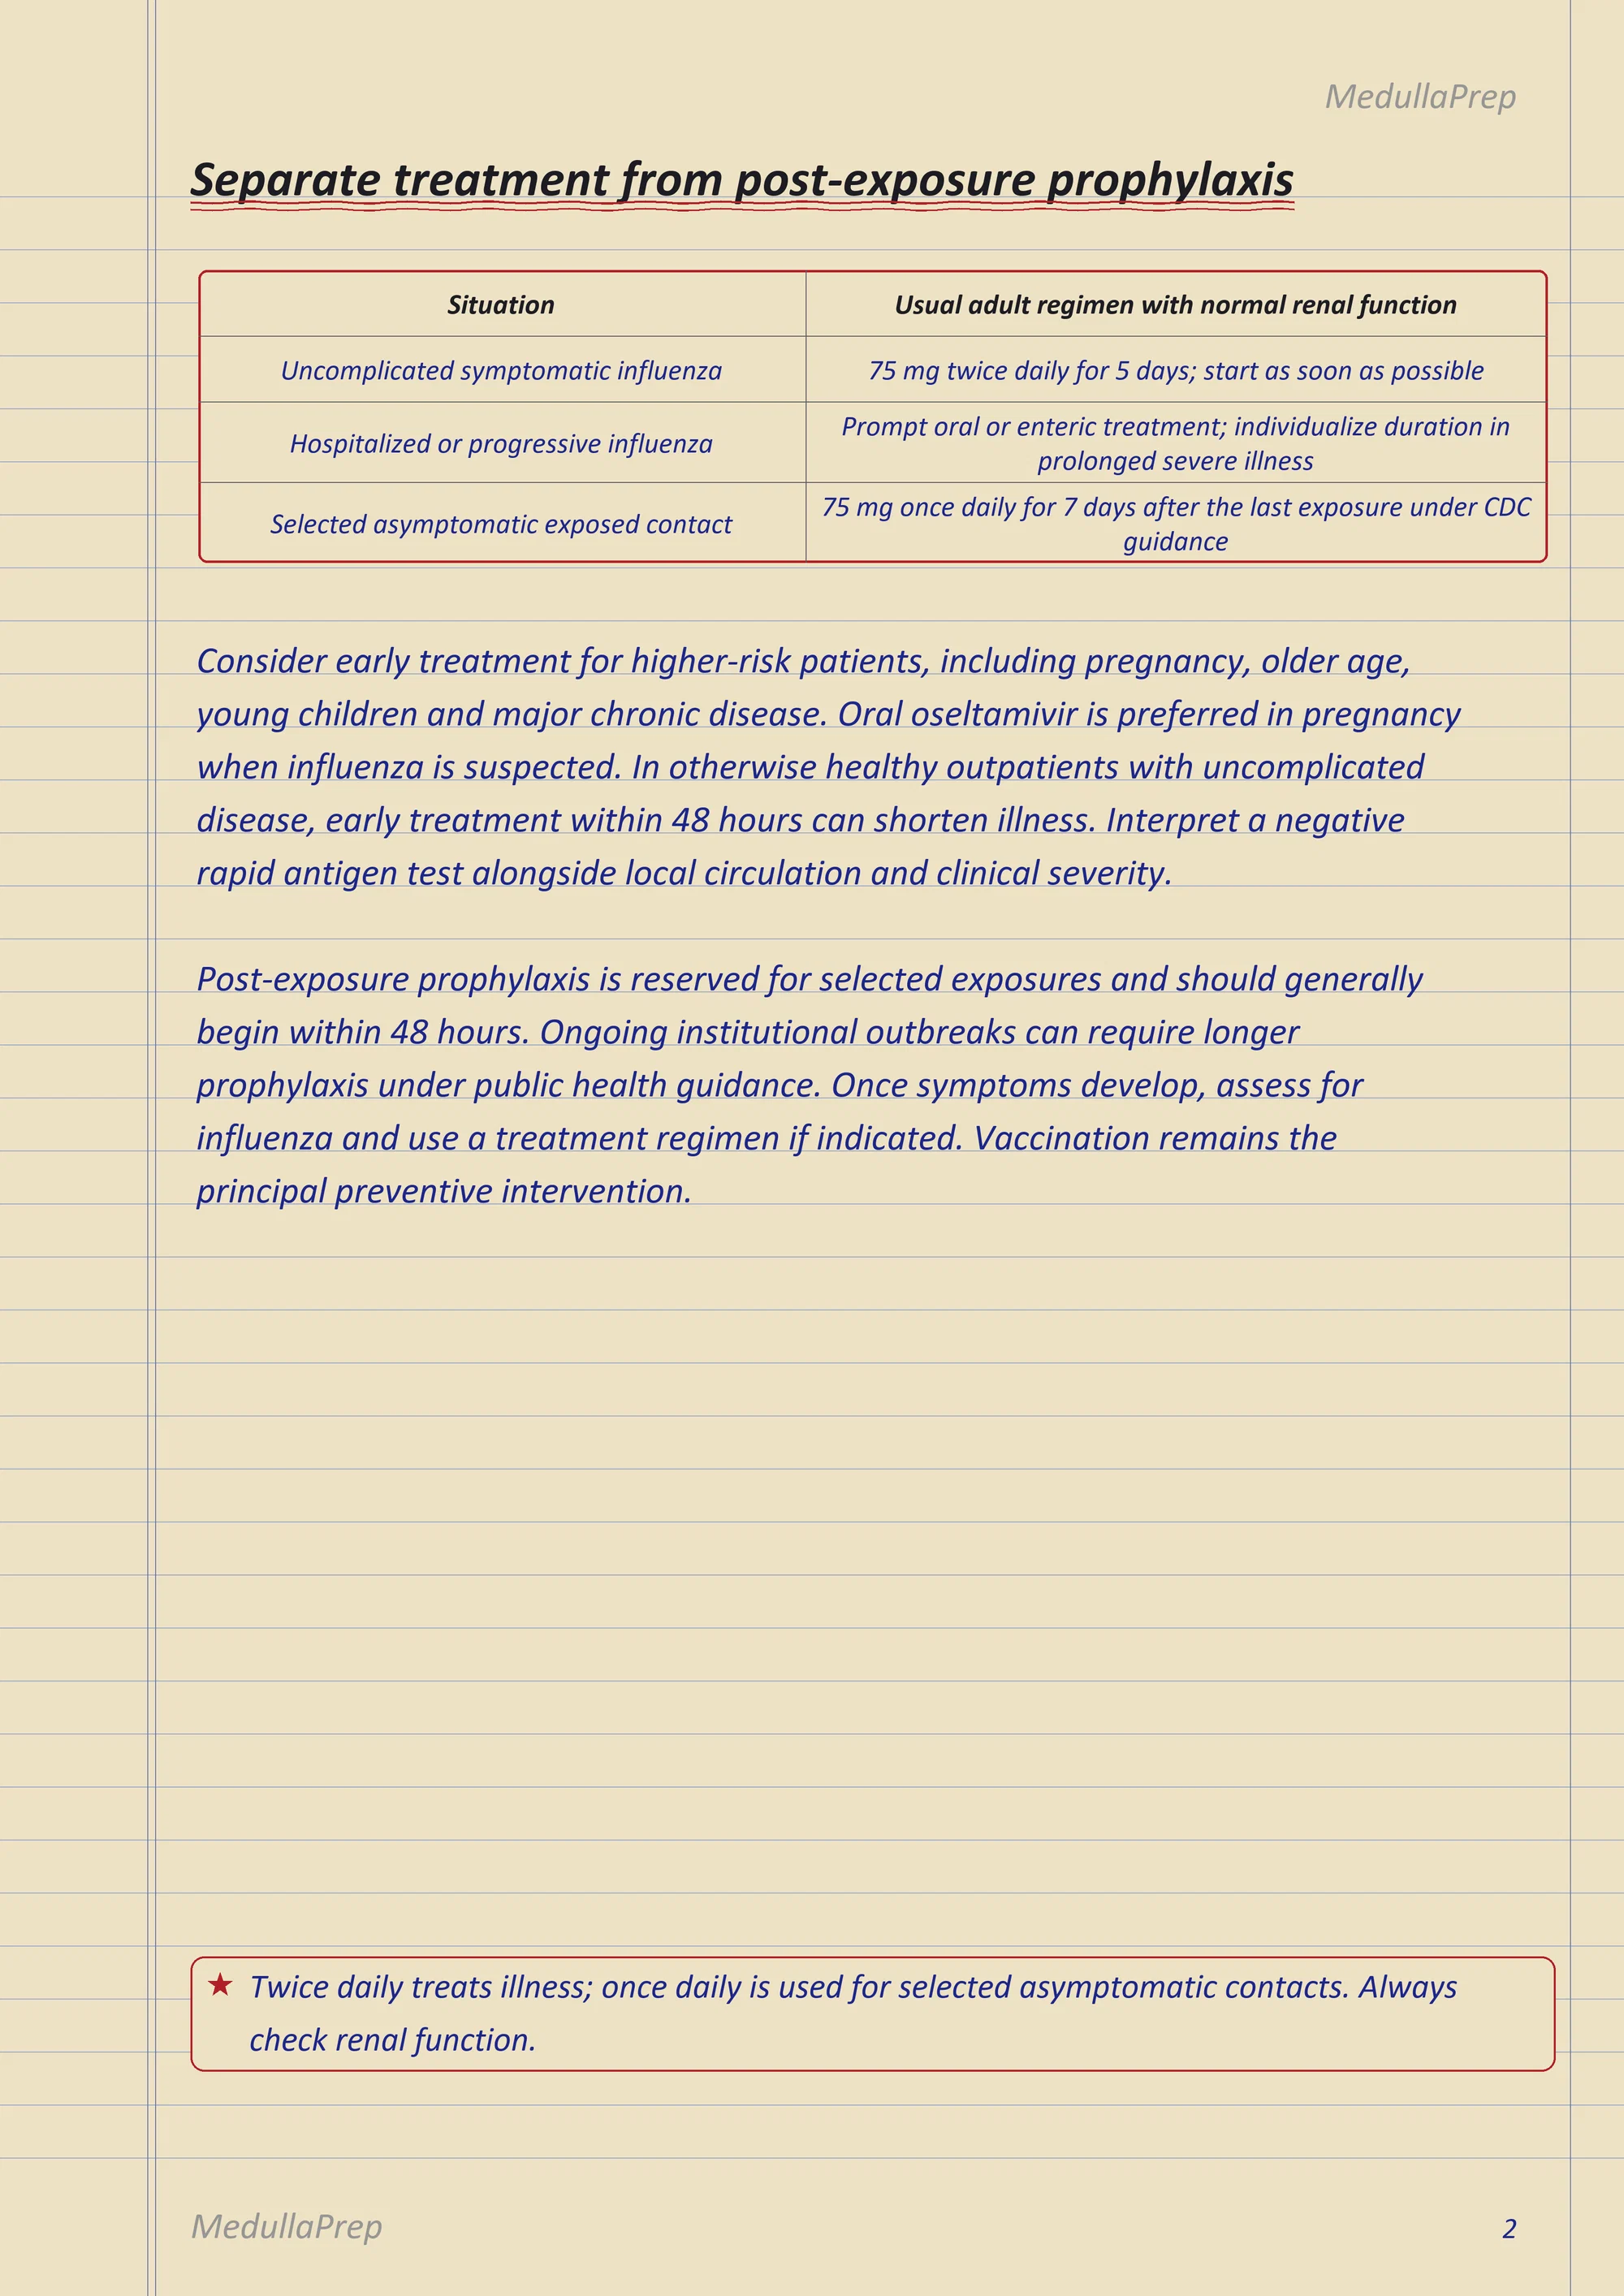 MedullaPrep
Separate treatment from post-exposure prophylaxis
Situation
Usual adult regimen with normal renal function
Uncomplicated symptomatic influenza
75 mg twice daily for 5 days; start as soon as possible
Hospitalized or progressive influenza
Prompt oral or enteric treatment; individualize duration in
prolonged severe illness
Selected asymptomatic exposed contact
75 mg once daily for 7 days after the last exposure under CDC
guidance
Consider early treatment for higher-risk patients, including pregnancy, older age,
young children and major chronic disease. Oral oseltamivir is preferred in pregnancy
when influenza is suspected. In otherwise healthy outpatients with uncomplicated
disease, early treatment within 48 hours can shorten illness. Interpret a negative
rapid antigen test alongside local circulation and clinical severity.
Post-exposure prophylaxis is reserved for selected exposures and should generally
begin within 48 hours. Ongoing institutional outbreaks can require longer
prophylaxis under public health guidance. Once symptoms develop, assess for
influenza and use a treatment regimen if indicated. Vaccination remains the
principal preventive intervention.
★ Twice daily treats illness; once daily is used for selected asymptomatic contacts. Always
check renal function.
MedullaPrep
2